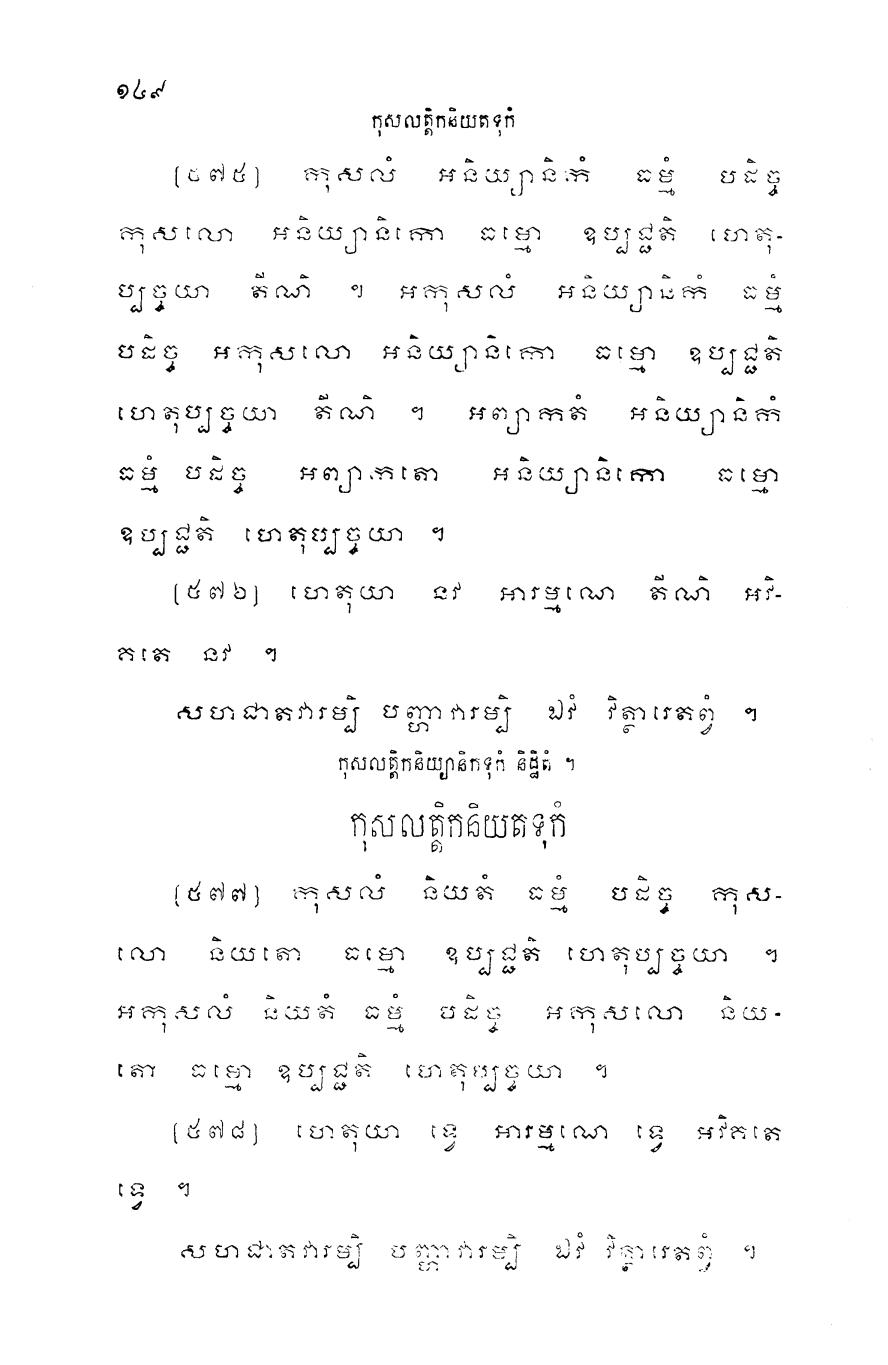 ១៤៩
កុសលត្តិកនិយតទុកំ
[៥៧៥] កុសលំ អនិយ្យានិកំ ធម្មំ បដិច្ច
កុសលោ អនិយ្យានិកោ ធម្មោ ឧប្បជ្ជតិ ហេតុ-
ប្បច្ចយា តីណិ ។ អកុសលំ អនិយ្យានិកំ ធម្មំ
បដិច្ច អកុសលោ អនិយ្យានិកោ ធម្មោ ឧប្បជ្ជតិ
ហេតុប្បច្ចយា តីណិ ។ អព្យាកតំ អនិយ្យានិកំ
ធម្មំ បដិច្ច អព្យាកតោ អនិយ្យានិកោ ធម្មោ
ឧប្បជ្ជតិ ហេតុប្បច្ចយា ។
[៥៧៦] ហេតុយា នវ អារម្មណេ តីណិ អវិ-
គតេ នវ ។
សហជាតវារម្បិ បញ្ហាវារម្បិ ឯវំ វិត្ថារេតព្វំ ។
កុសលត្តិកនិយ្យានិកទុកំ និដ្ឋិតំ ។
កុសលត្តិកនិយតទុកំ
[៥៧៧] កុសលំ និយតំ ធម្មំ បដិច្ច កុស-
លោ និយតោ ធម្មោ ឧប្បជ្ជតិ ហេតុប្បច្ចយា ។
អកុសលំ និយតំ ធម្មំ បដិច្ច អកុសលោ និយ-
តោ ធម្មោ ឧប្បជ្ជតិ ហេតុប្បច្ចយា ។
[៥៧៨] ហេតុយា ទ្វេ អារម្មណេ ទ្វេ អវិគតេ
ទ្វេ ។
សហជាតវារម្បិ បញ្ហាវារម្បិ ឯវំ វិត្ថារេតព្វំ ។